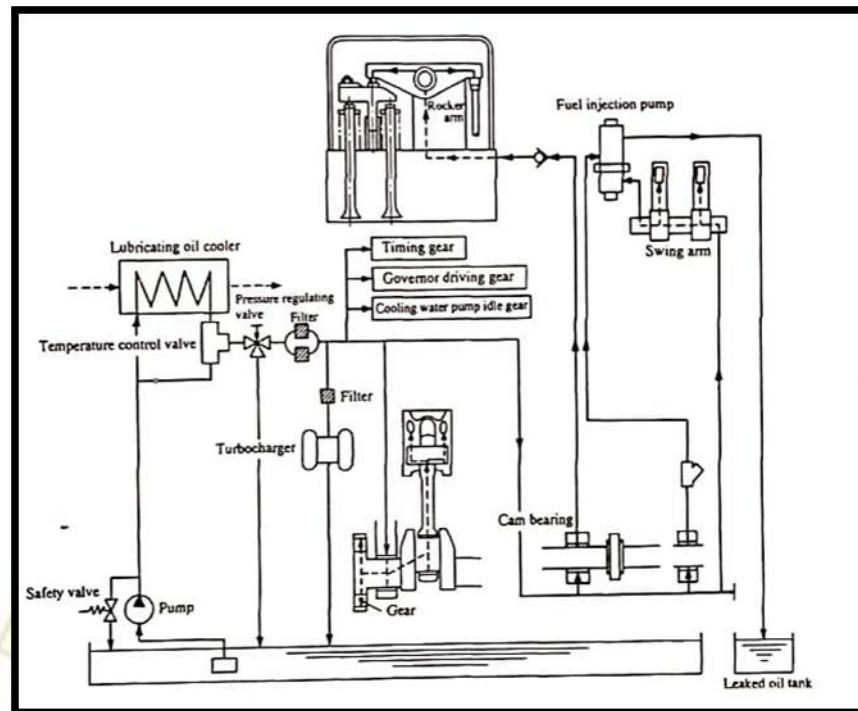 Rocker
arm
Fuel injection pump
Swing arm
Lubricating oil cooler
Timing gear
Governor driving gear
Cooling water pump idle gear
Pressure regulating
valve
Filter
Temperature control valve
Filter
Turbocharger
Cam bearing
Safety valve
Pump
Gear
Leaked oil tank